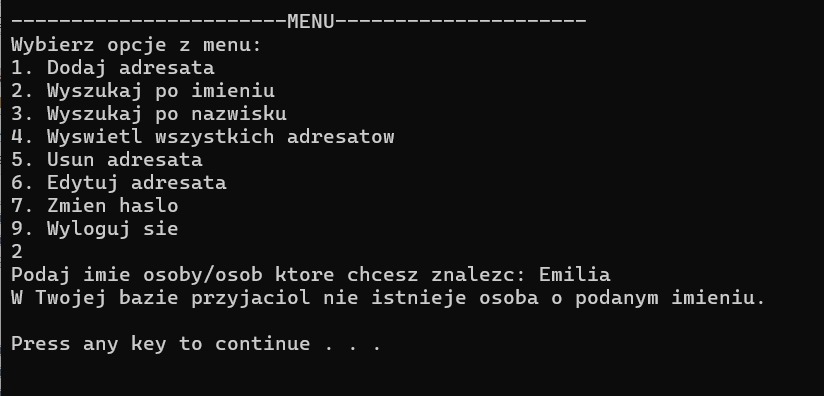 -----------------------MENU---------------------
Wybierz opcje z menu:
1. Dodaj adresata
2. Wyszukaj po imieniu
3. Wyszukaj po nazwisku
4. Wyswietl wszystkich adresatow
5. Usun adresata
6. Edytuj adresata
7. Zmien haslo
9. Wyloguj sie
2
Podaj imie osoby/osob ktore chcesz znalezc: Emilia
W Twojej bazie przyjaciol nie istnieje osoba o podanym imieniu.
Press any key to continue . . .